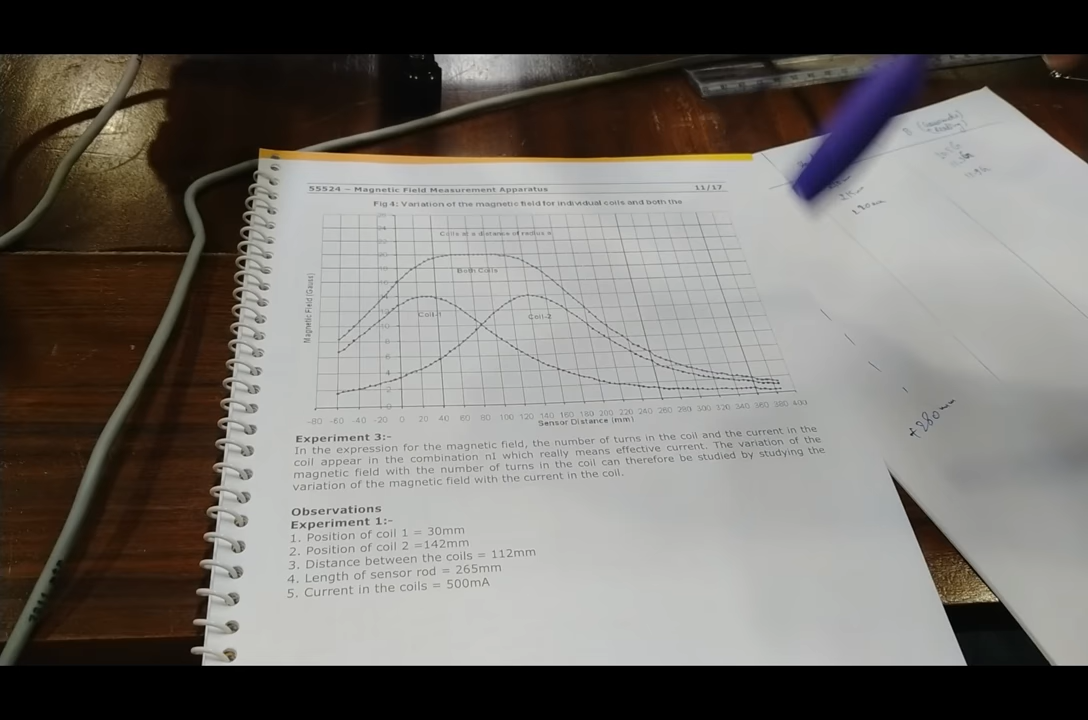 55524 – Magnetic Field Measurement Apparatus 11/17
Fig 4: Variation of the magnetic field for individual coils and both the
Coils at a distance of radius a
Both Coils
Coil-1
Coil-2
Magnetic Field (Gauss)
-80 -60 -40 -20 0 20 40 60 80 100 120 140 160 180 200 220 240 260 280 300 320 340 360 380 400
Sensor Distance (mm)
Experiment 3:-
In the expression for the magnetic field, the number of turns in the coil and the current in the
coil appear in the combination nI which really means effective current. The variation of the
magnetic field with the number of turns in the coil can therefore be studied by studying the
variation of the magnetic field with the current in the coil.
Observations
Experiment 1:-
1. Position of coil 1 = 30mm
2. Position of coil 2 =142mm
3. Distance between the coils = 112mm
4. Length of sensor rod = 265mm
5. Current in the coils = 500mA
+280mm